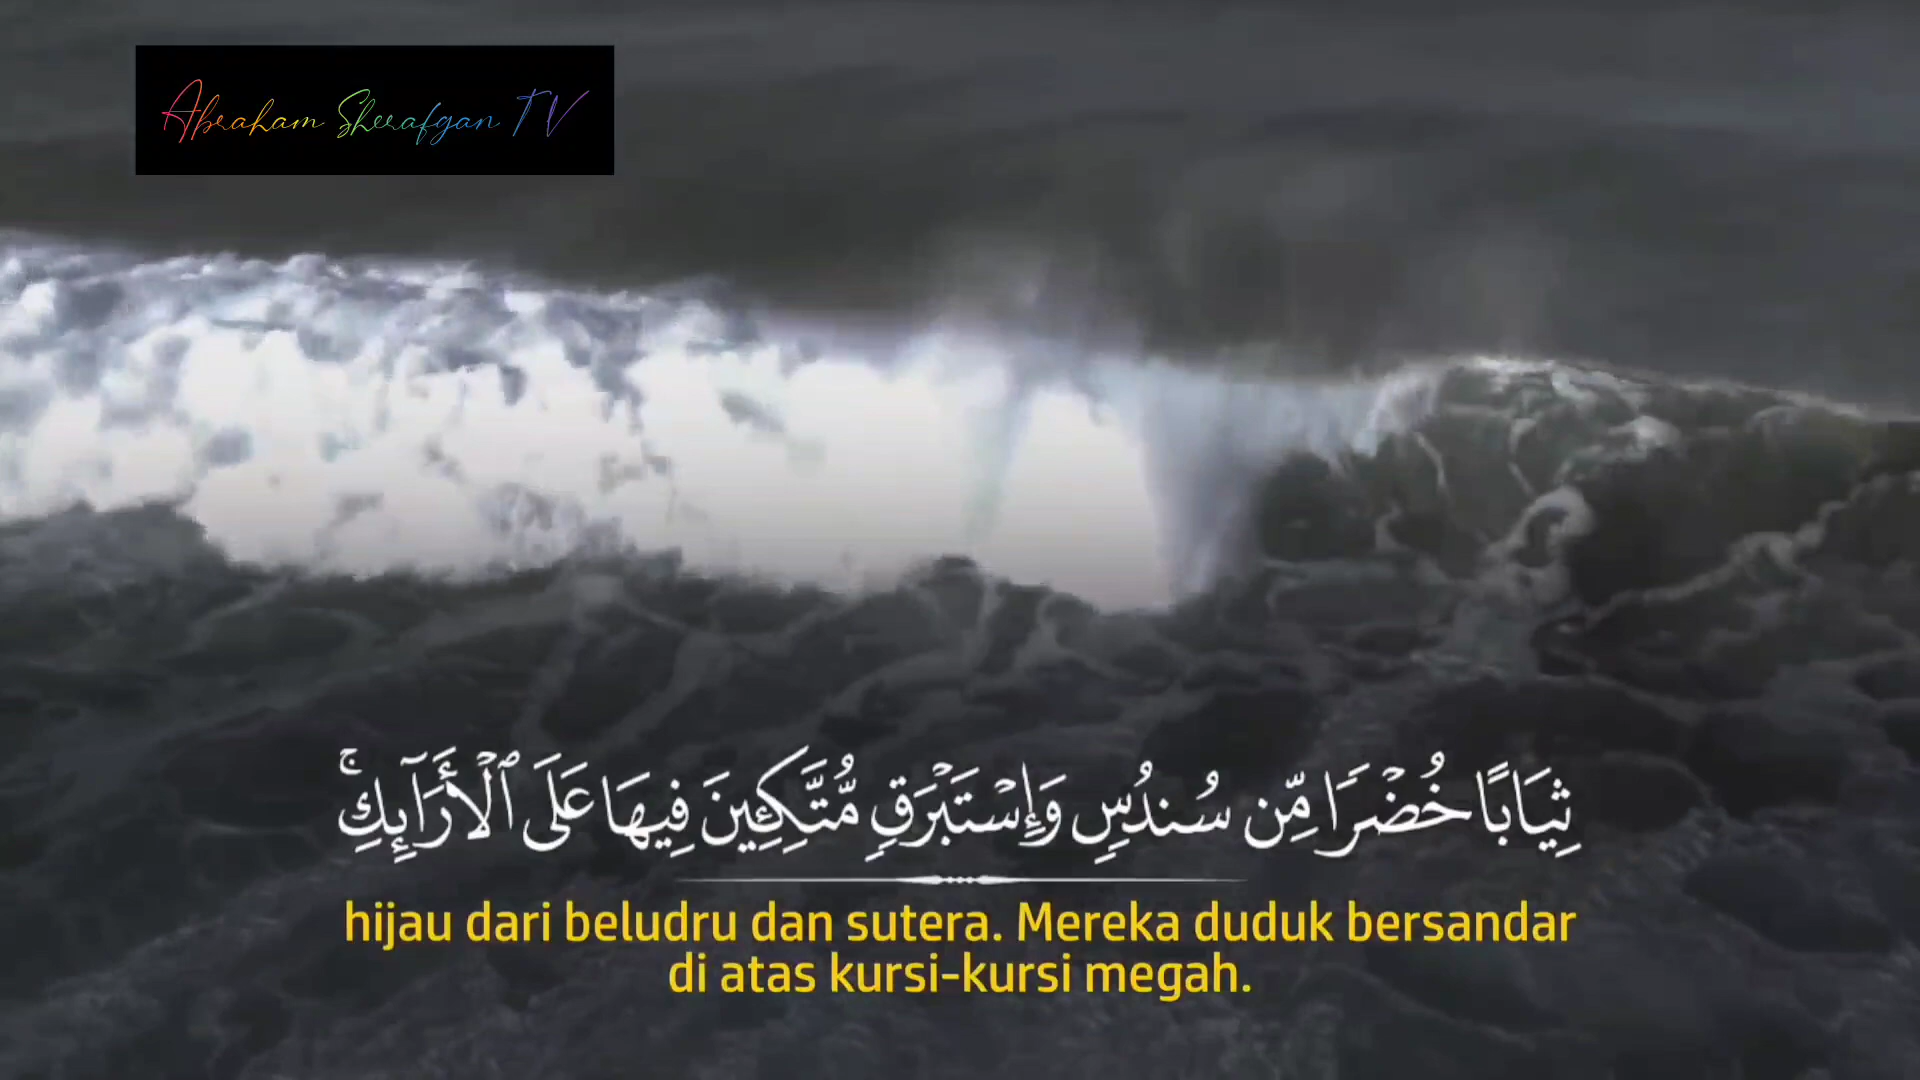 Abraham Sherafgan TV
ثِيَابًا خُضْرًا مِّن سُندُسٍ وَإِسْتَبْرَقٍ مُّتَّكِـِٔينَ فِيهَا عَلَى ٱلْأَرَآئِكِ ۚ
hijau dari beludru dan sutera. Mereka duduk bersandar
di atas kursi-kursi megah.